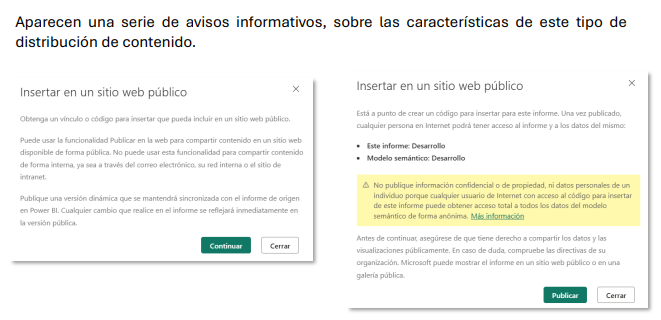 Aparecen una serie de avisos informativos, sobre las características de este tipo de
distribución de contenido.
Insertar en un sitio web público
Obtenga un vínculo o código para insertar que pueda incluir en un sitio web público.
Puede usar la funcionalidad Publicar en la web para compartir contenido en un sitio web
disponible de forma pública. No puede usar esta funcionalidad para compartir contenido
de forma interna, ya sea a través del correo electrónico, su red interna o el sitio de
intranet.
Publique una versión dinámica que se mantendrá sincronizada con el informe de origen
en Power BI. Cualquier cambio que realice en el informe se reflejará inmediatamente en
la versión pública.
Continuar
Cerrar
Insertar en un sitio web público
Está a punto de crear un código para insertar para este informe. Una vez publicado,
cualquier persona en Internet podrá tener acceso al informe y a los datos del mismo:
• Este informe: Desarrollo
• Modelo semántico: Desarrollo
No publique información confidencial o de propiedad, ni datos personales de un
individuo porque cualquier usuario de Internet con acceso al código para insertar
de este informe puede obtener acceso total a todos los datos del modelo
semántico de forma anónima. Más información
Antes de continuar, asegúrese de que tiene derecho a compartir los datos y las
visualizaciones públicamente. En caso de duda, compruebe las directivas de su
organización. Microsoft puede mostrar el informe en un sitio web público o en una
galería pública.
Publicar
Cerrar